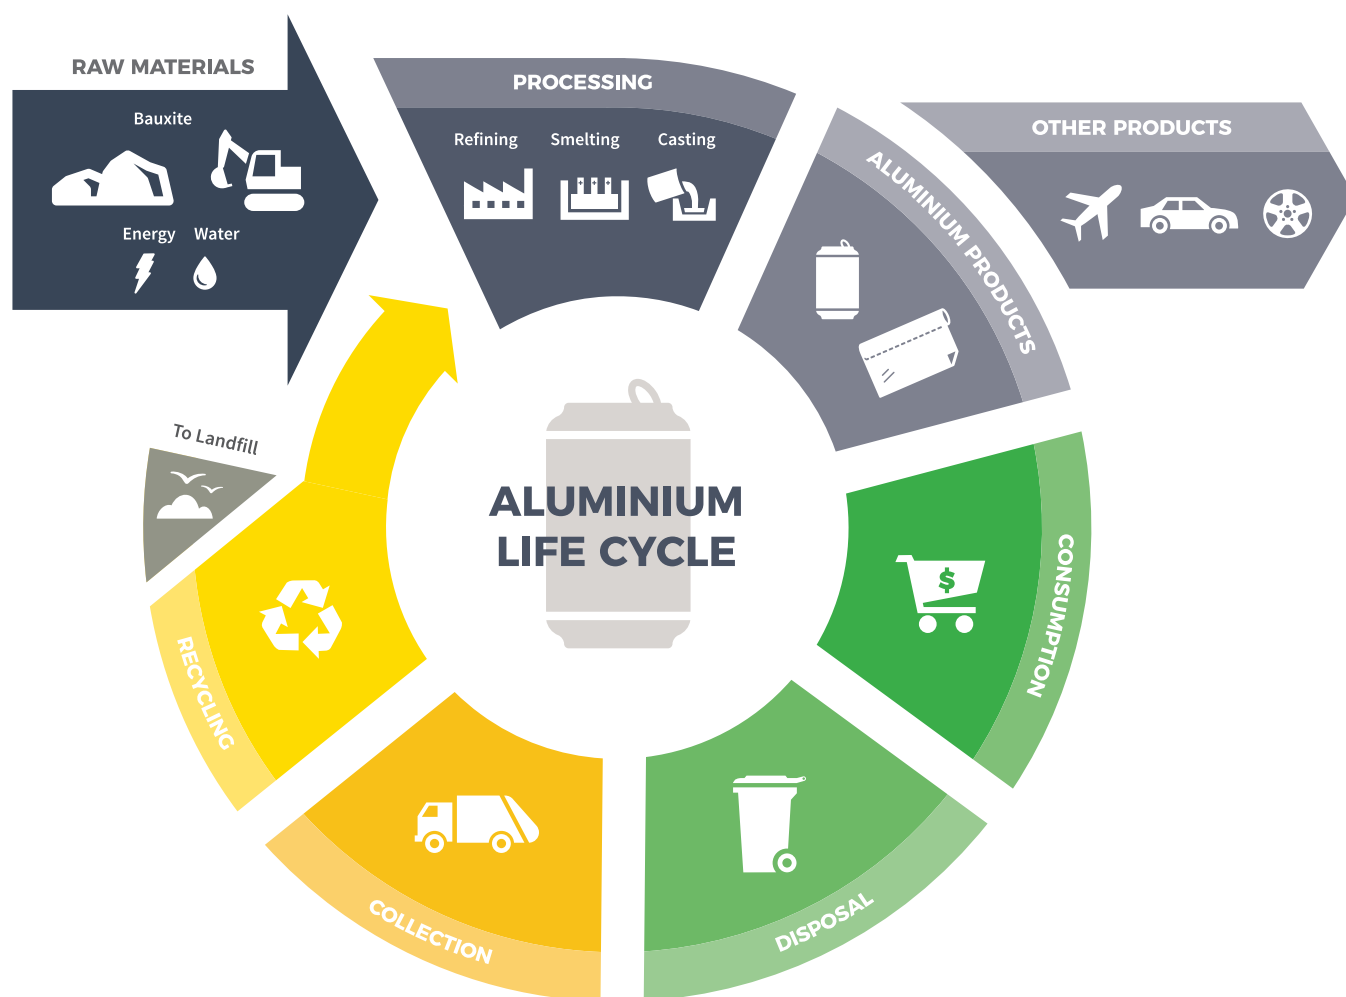 RAW MATERIALS
Bauxite
Energy
Water
PROCESSING
Refining
Smelting
Casting
ALUMINIUM PRODUCTS
OTHER PRODUCTS
CONSUMPTION
$
DISPOSAL
COLLECTION
RECYCLING
To Landfill
ALUMINIUM
LIFE CYCLE